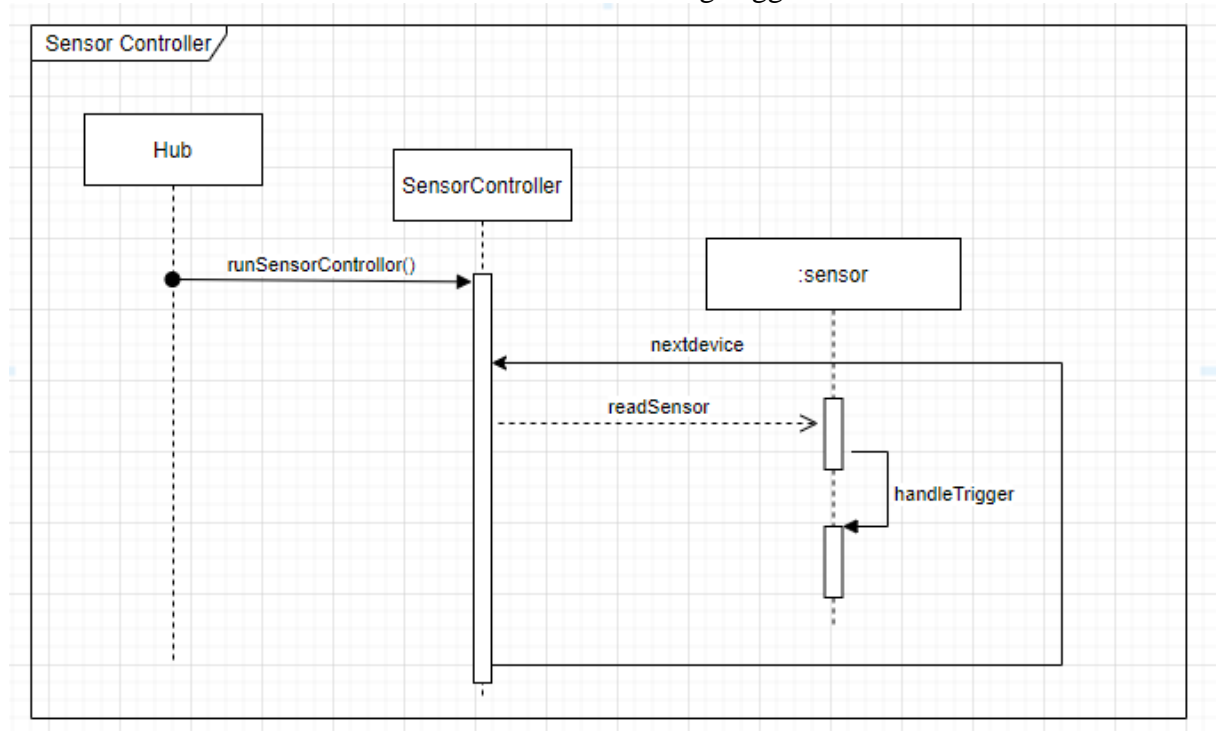 Sensor Controller
Hub
SensorController
runSensorControllor()
:sensor
nextdevice
readSensor
handleTrigger